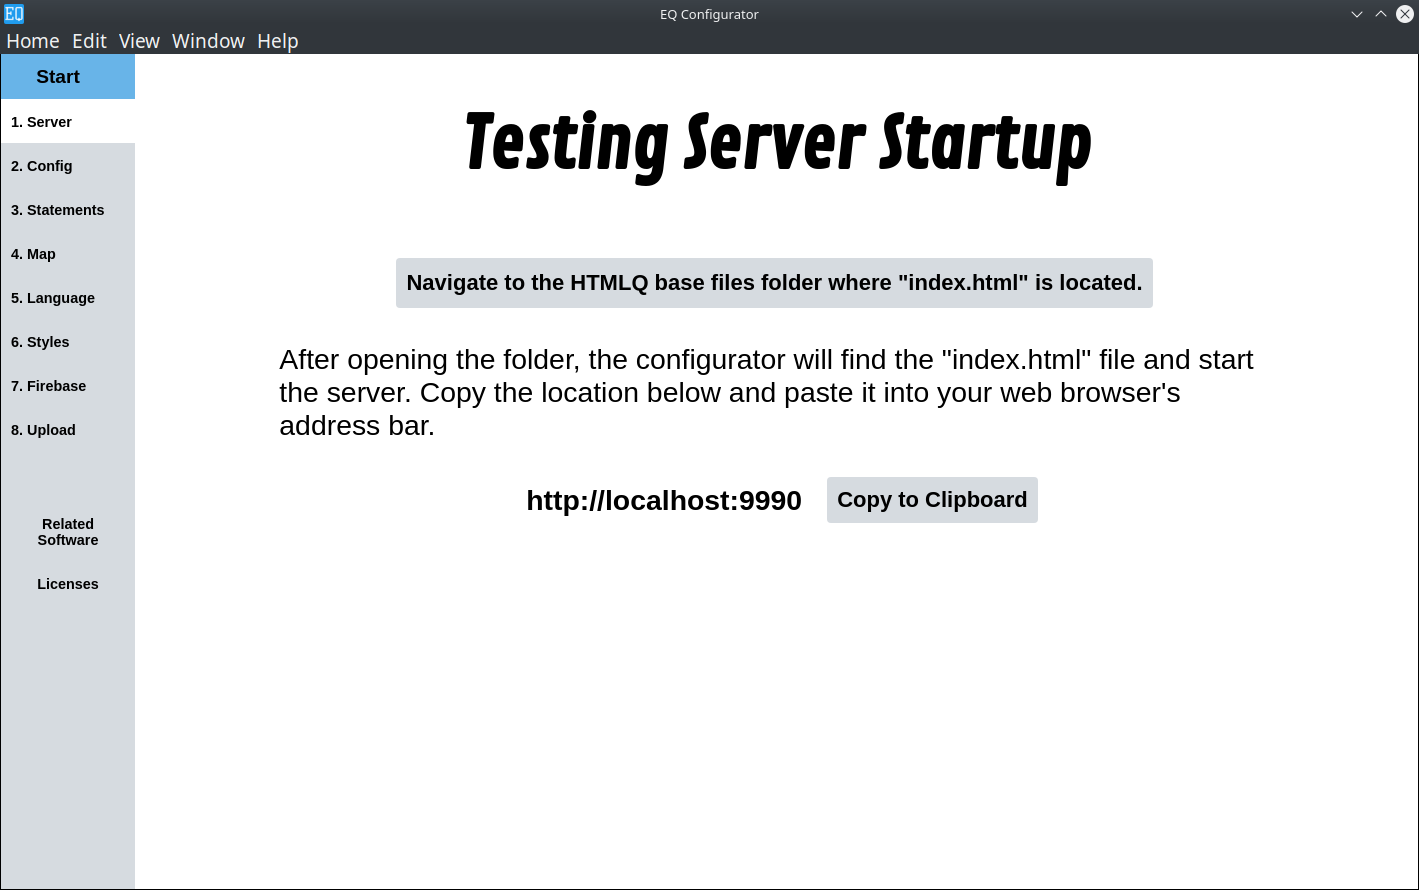 EQ
EQ Configurator
Home Edit View Window Help
Start
1. Server
2. Config
3. Statements
4. Map
5. Language
6. Styles
7. Firebase
8. Upload
Related
Software
Licenses
Testing Server Startup
Navigate to the HTMLQ base files folder where "index.html" is located.
After opening the folder, the configurator will find the "index.html" file and start
the server. Copy the location below and paste it into your web browser's
address bar.
http://localhost:9990 Copy to Clipboard